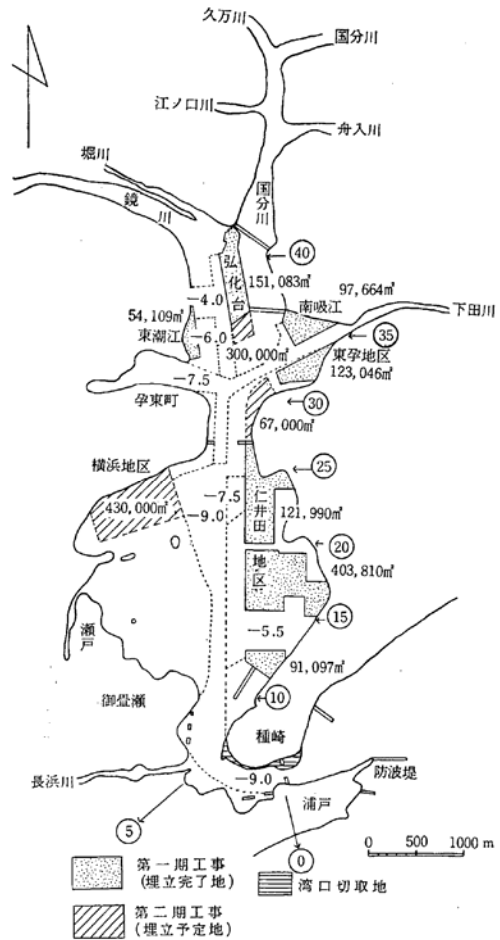 久万川
国分川
江ノ口川
舟入川
堀川
鏡川
国分川
40
弘化台
151,083㎡
南吸江
97,664㎡
下田川
-4.0
54,109㎡
東潮江
-6.0
300,000㎡
35
東孕地区
123,046㎡
-7.5
孕東町
30
67,000㎡
横浜地区
25
430,000㎡
-7.5
-9.0
仁井田地区
121,990㎡
20
403,810㎡
15
瀬戸
-5.5
91,097㎡
御畳瀬
10
種崎
長浜川
-9.0
防波堤
浦戸
5
0
0 500 1000 m
第一期工事
(埋立完了地)
湾口切取地
第二期工事
(埋立予定地)